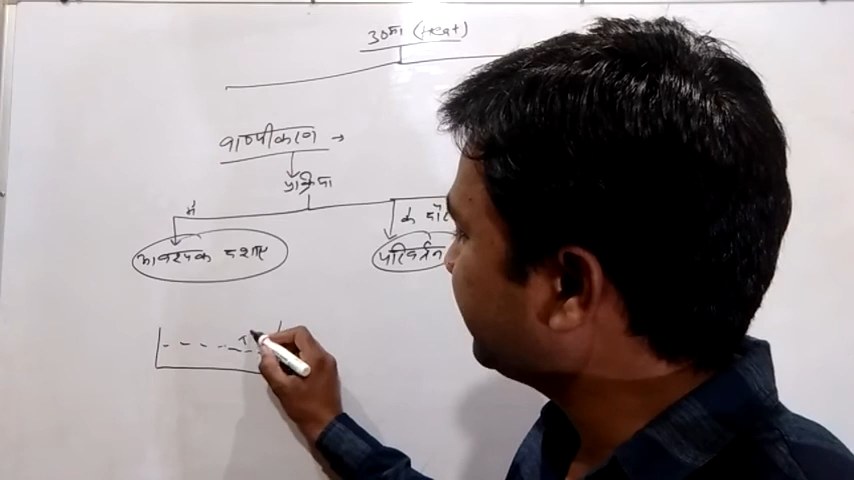 ऊष्मा (Heat)
वाष्पीकरण →
प्रक्रिया
में
के दौ
आवश्यक दशाएं
परिवर्तन